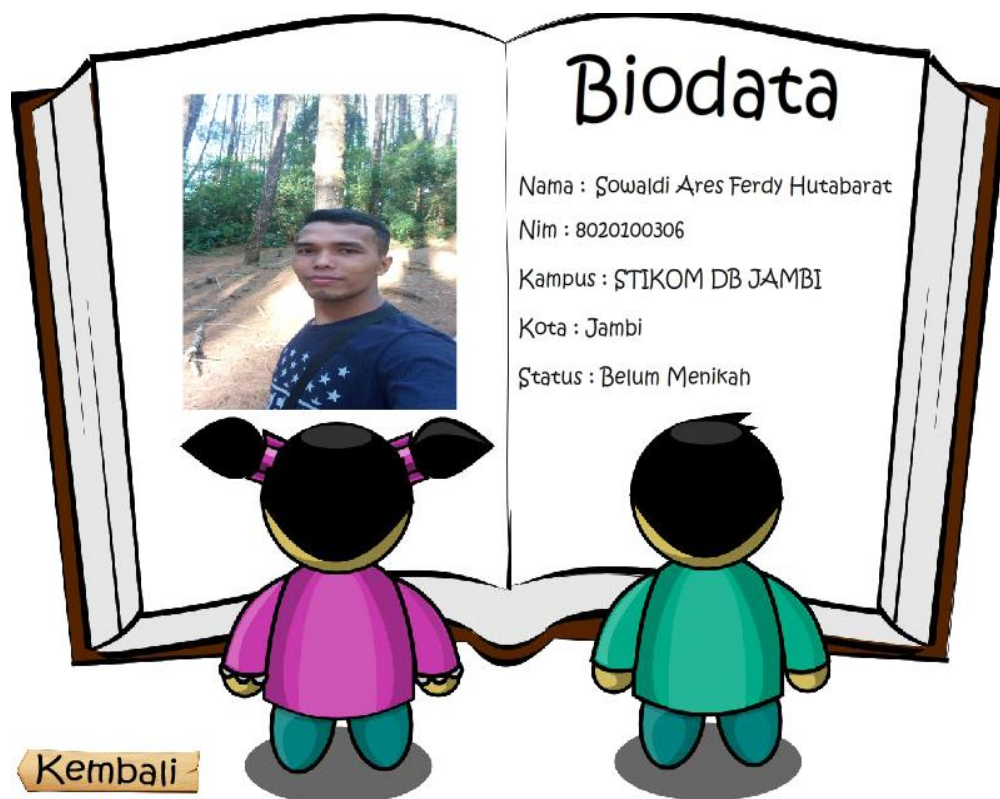 Biodata
Nama : Sowaldi Ares Ferdy Hutabarat
Nim : 8020100306
Kampus : STIKOM DB JAMBI
Kota : Jambi
Status : Belum Menikah
Kembali